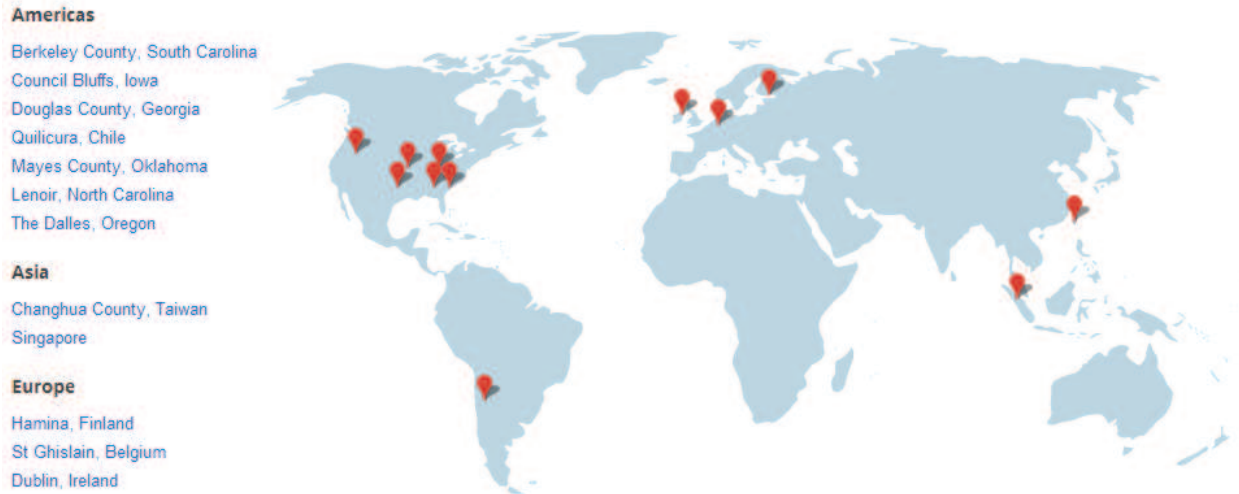 Americas
Berkeley County, South Carolina
Council Bluffs, Iowa
Douglas County, Georgia
Quilicura, Chile
Mayes County, Oklahoma
Lenoir, North Carolina
The Dalles, Oregon
Asia
Changhua County, Taiwan
Singapore
Europe
Hamina, Finland
St Ghislain, Belgium
Dublin, Ireland